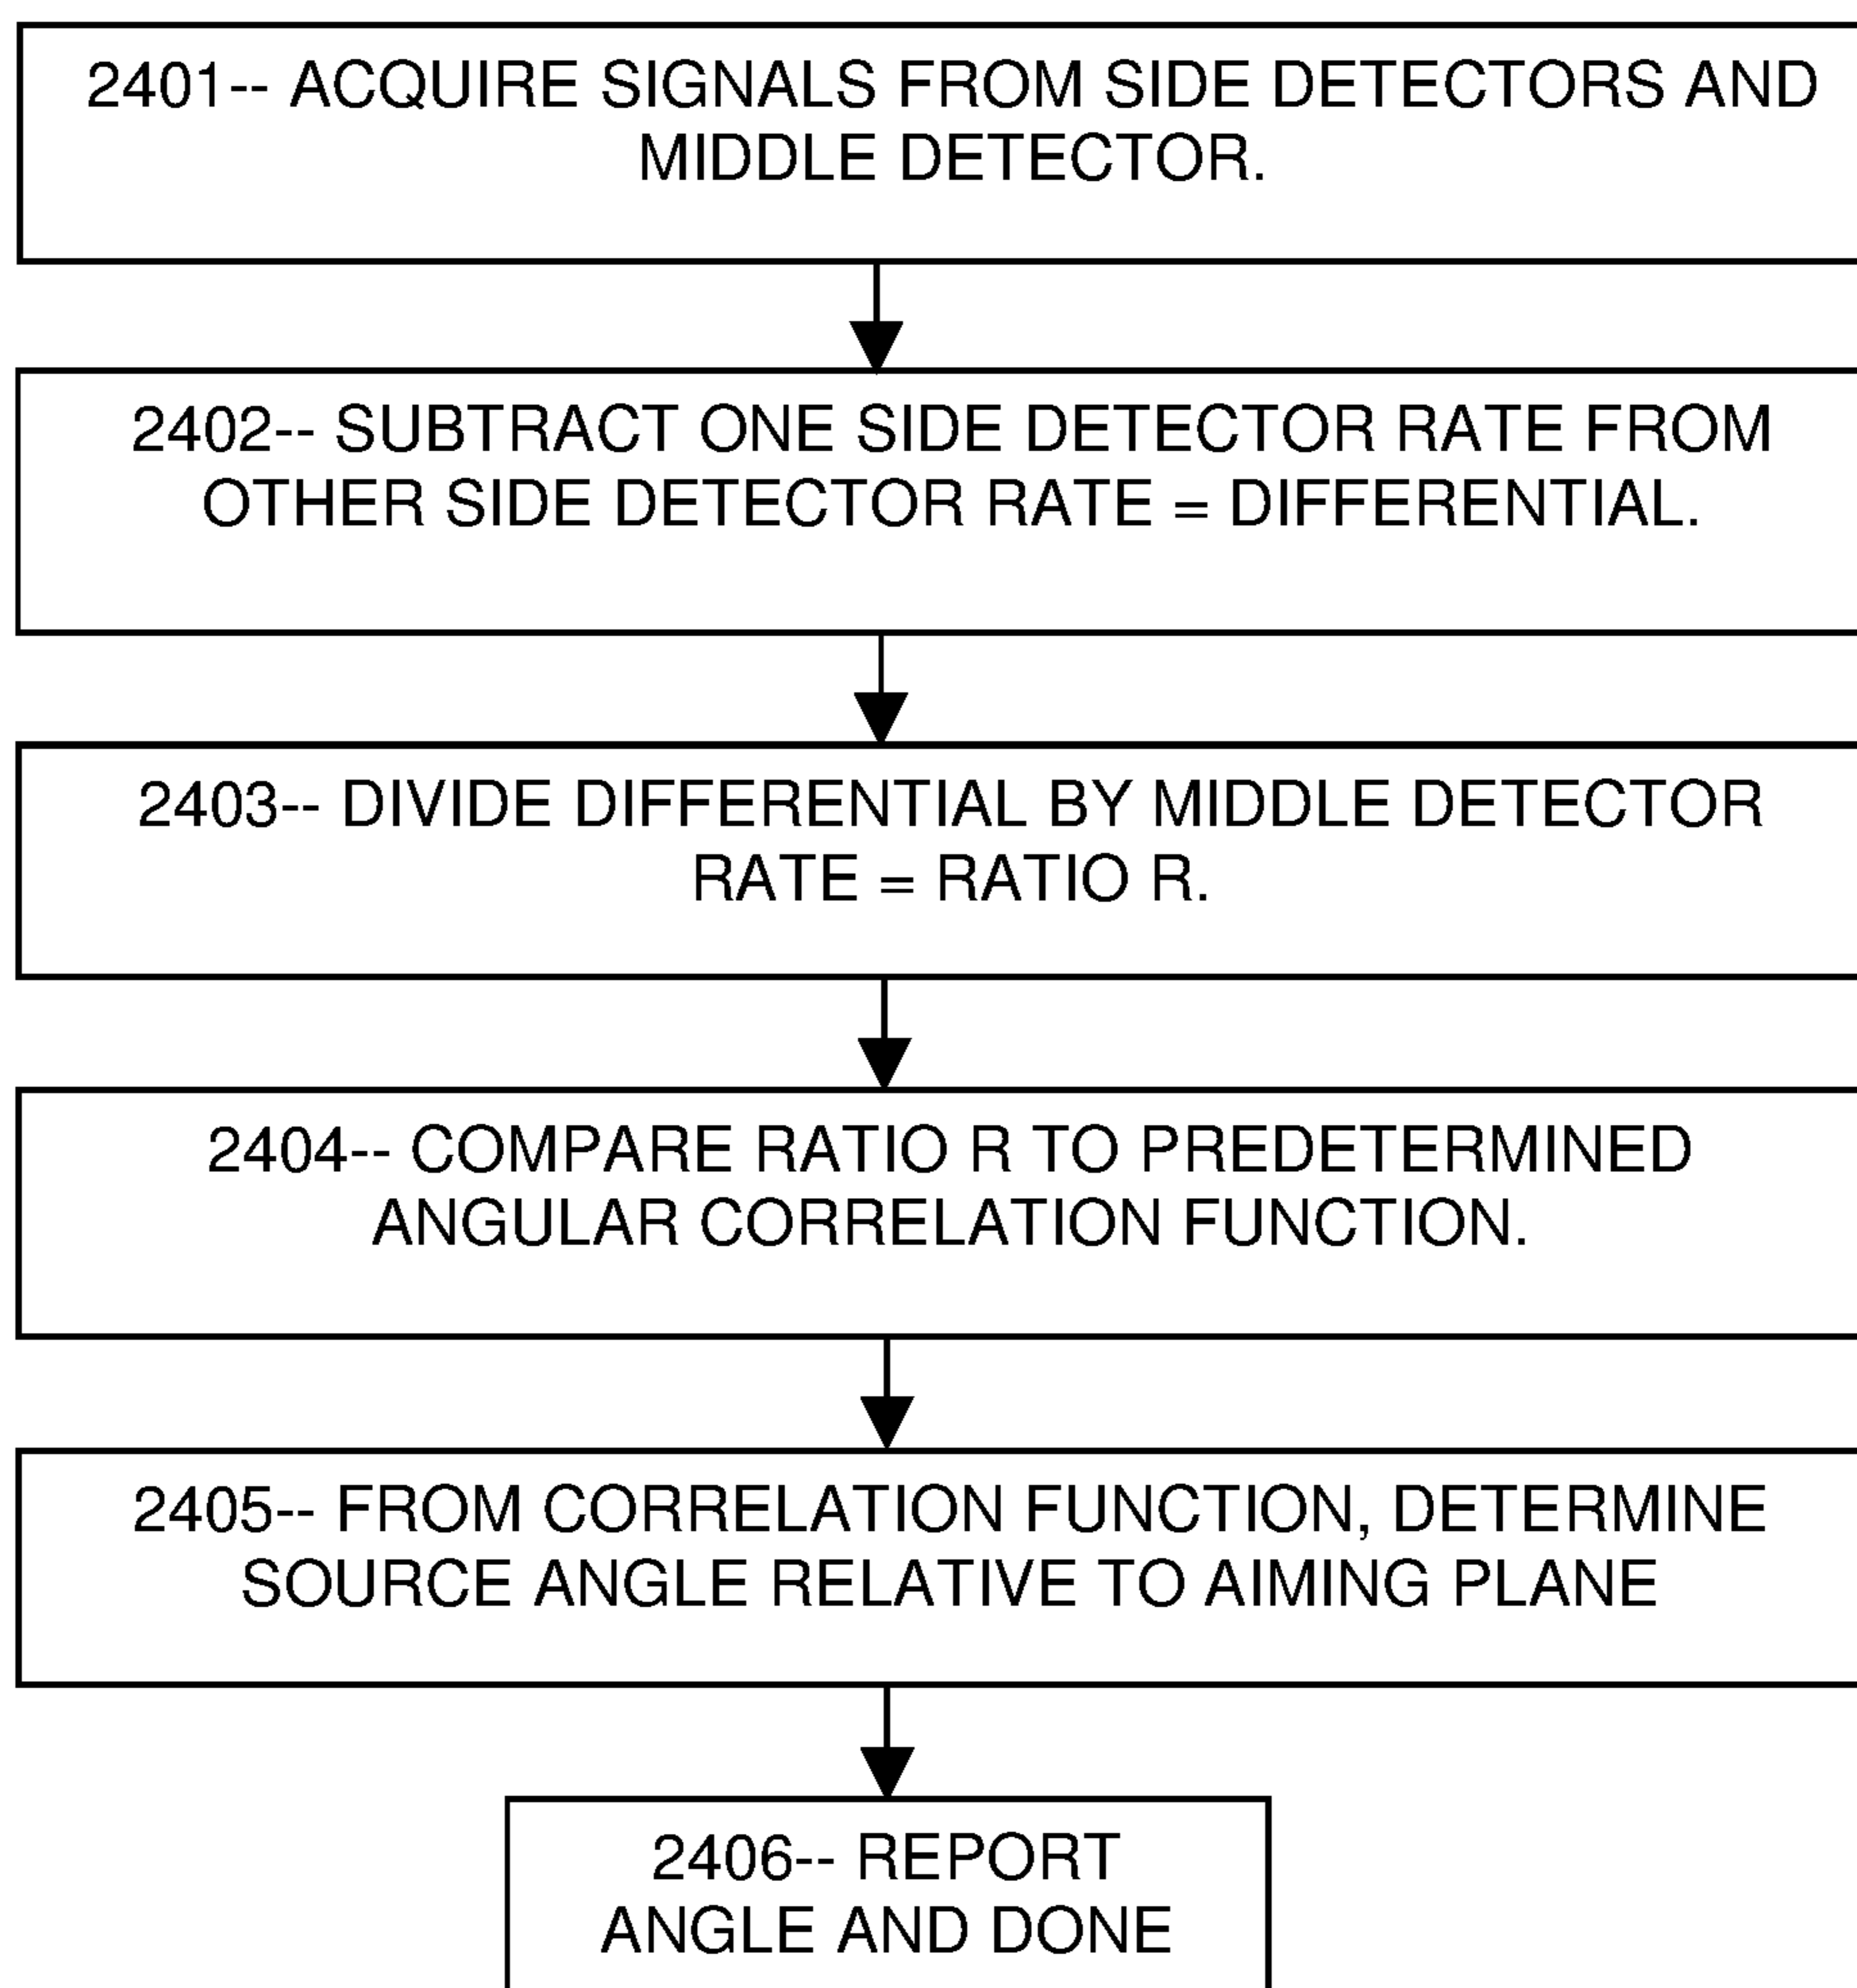 2401-- ACQUIRE SIGNALS FROM SIDE DETECTORS AND
MIDDLE DETECTOR.
2402-- SUBTRACT ONE SIDE DETECTOR RATE FROM
OTHER SIDE DETECTOR RATE = DIFFERENTIAL.
2403-- DIVIDE DIFFERENTIAL BY MIDDLE DETECTOR
RATE = RATIO R.
2404-- COMPARE RATIO R TO PREDETERMINED
ANGULAR CORRELATION FUNCTION.
2405-- FROM CORRELATION FUNCTION, DETERMINE
SOURCE ANGLE RELATIVE TO AIMING PLANE
2406-- REPORT
ANGLE AND DONE